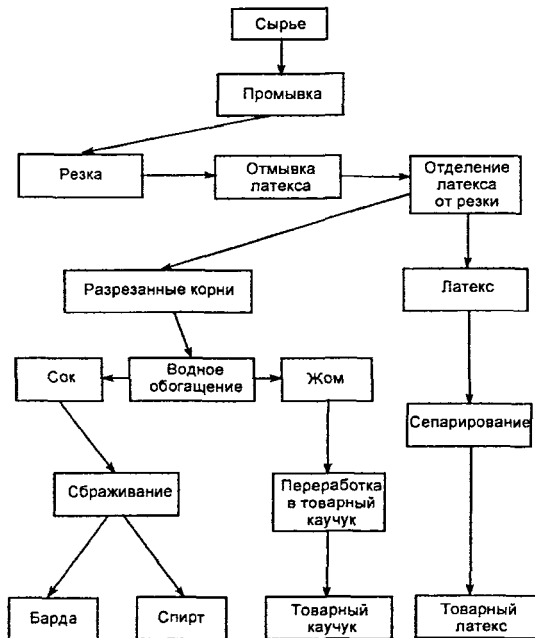 Сырье
Промывка
Резка
Отмывка
латекса
Отделение
латекса
от резки
Разрезанные корни
Латекс
Сок
Водное
обогащение
Жом
Сепарирование
Сбраживание
Переработка
в товарный
каучук
Барда
Спирт
Товарный
каучук
Товарный
латекс